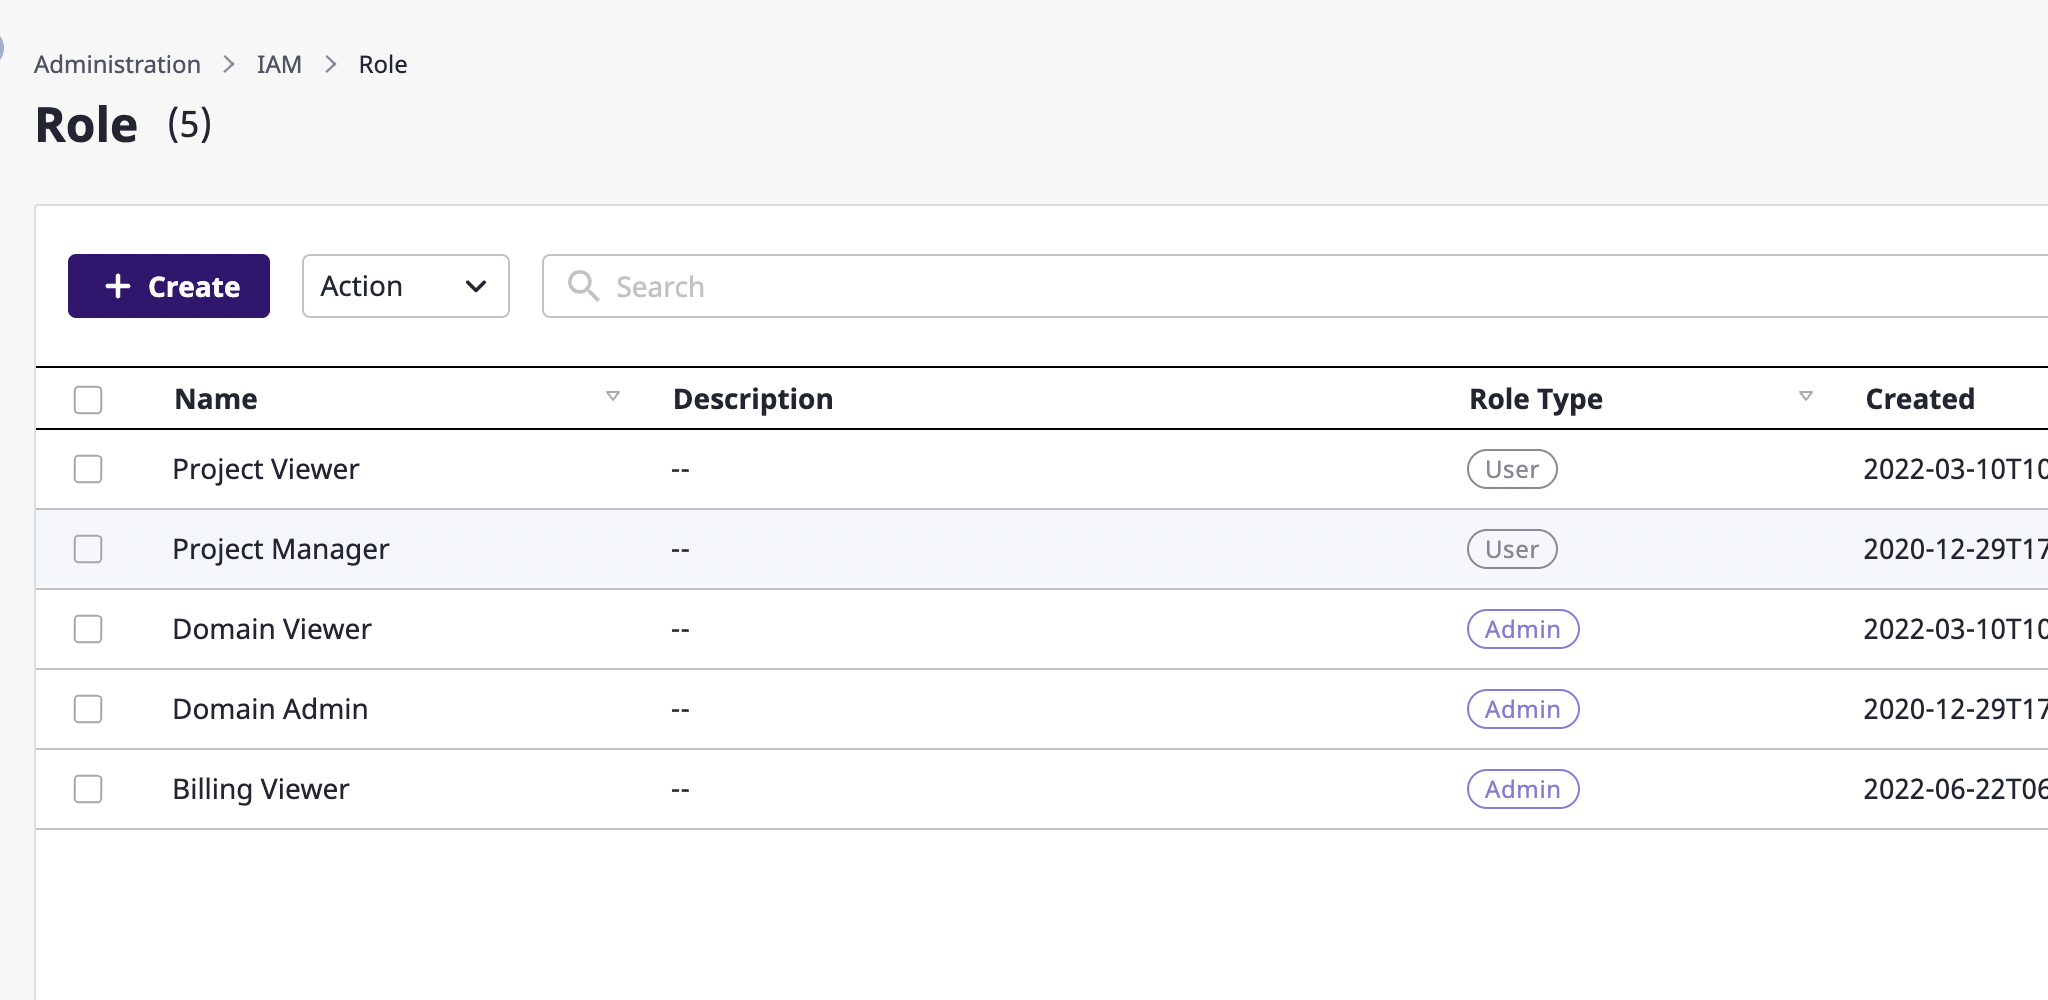 Administration > IAM > Role
Role (5)
+ Create Action Search
Name Description Role Type Created
Project Viewer -- User 2022-03-10T10
Project Manager -- User 2020-12-29T17
Domain Viewer -- Admin 2022-03-10T10
Domain Admin -- Admin 2020-12-29T17
Billing Viewer -- Admin 2022-06-22T06